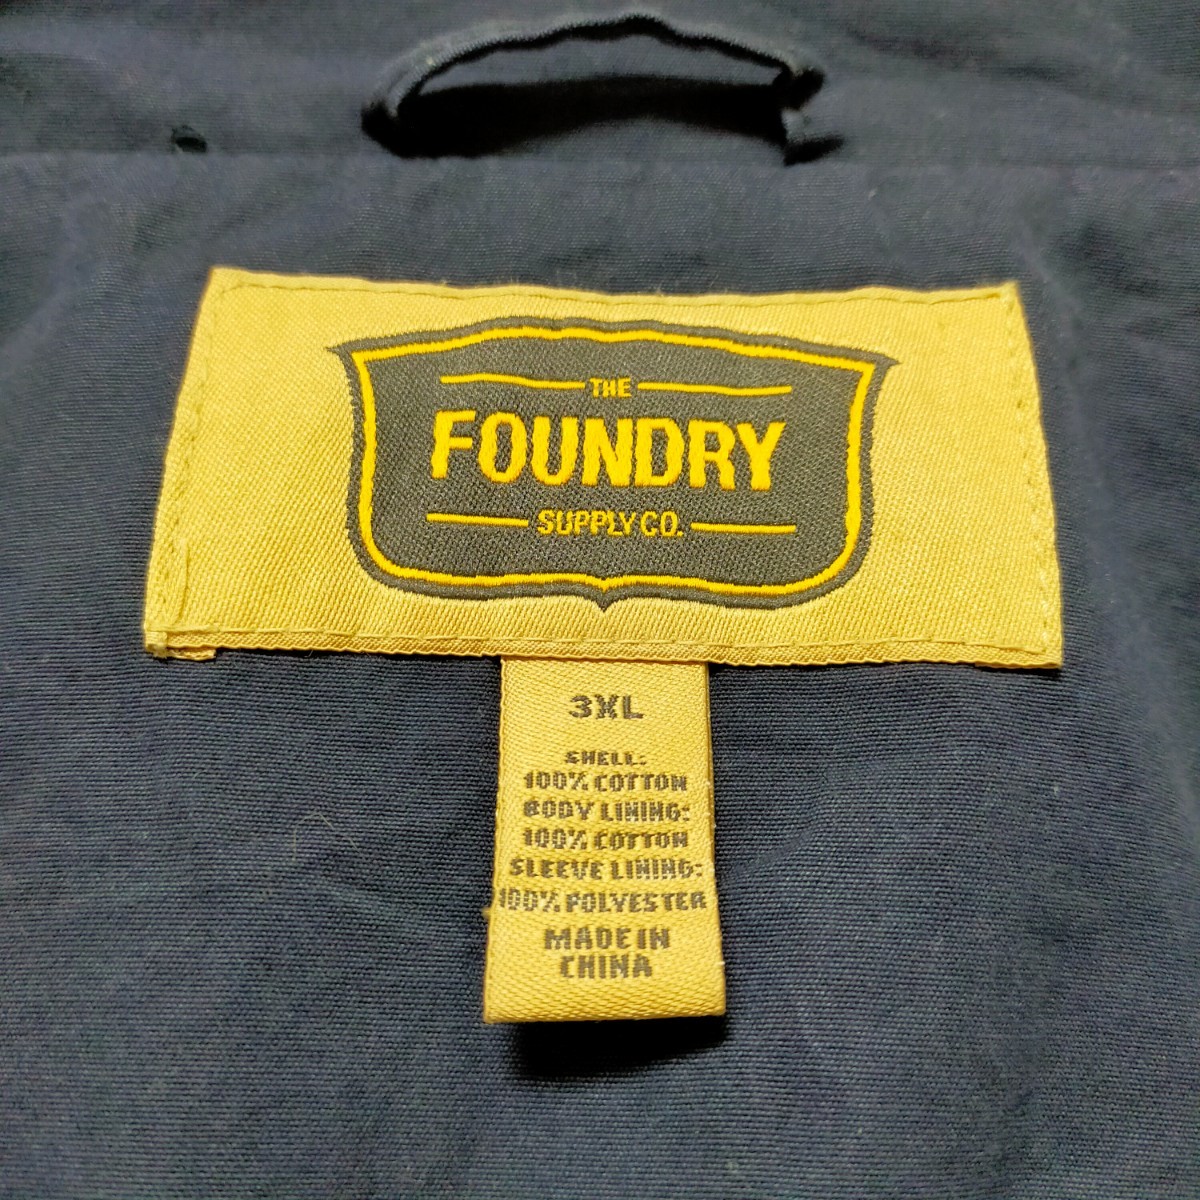 THE
FOUNDRY
SUPPLY CO.
3XL
SHELL:
100% COTTON
BODY LINING:
100% COTTON
SLEEVE LINING:
100% POLYESTER
MADE IN
CHINA